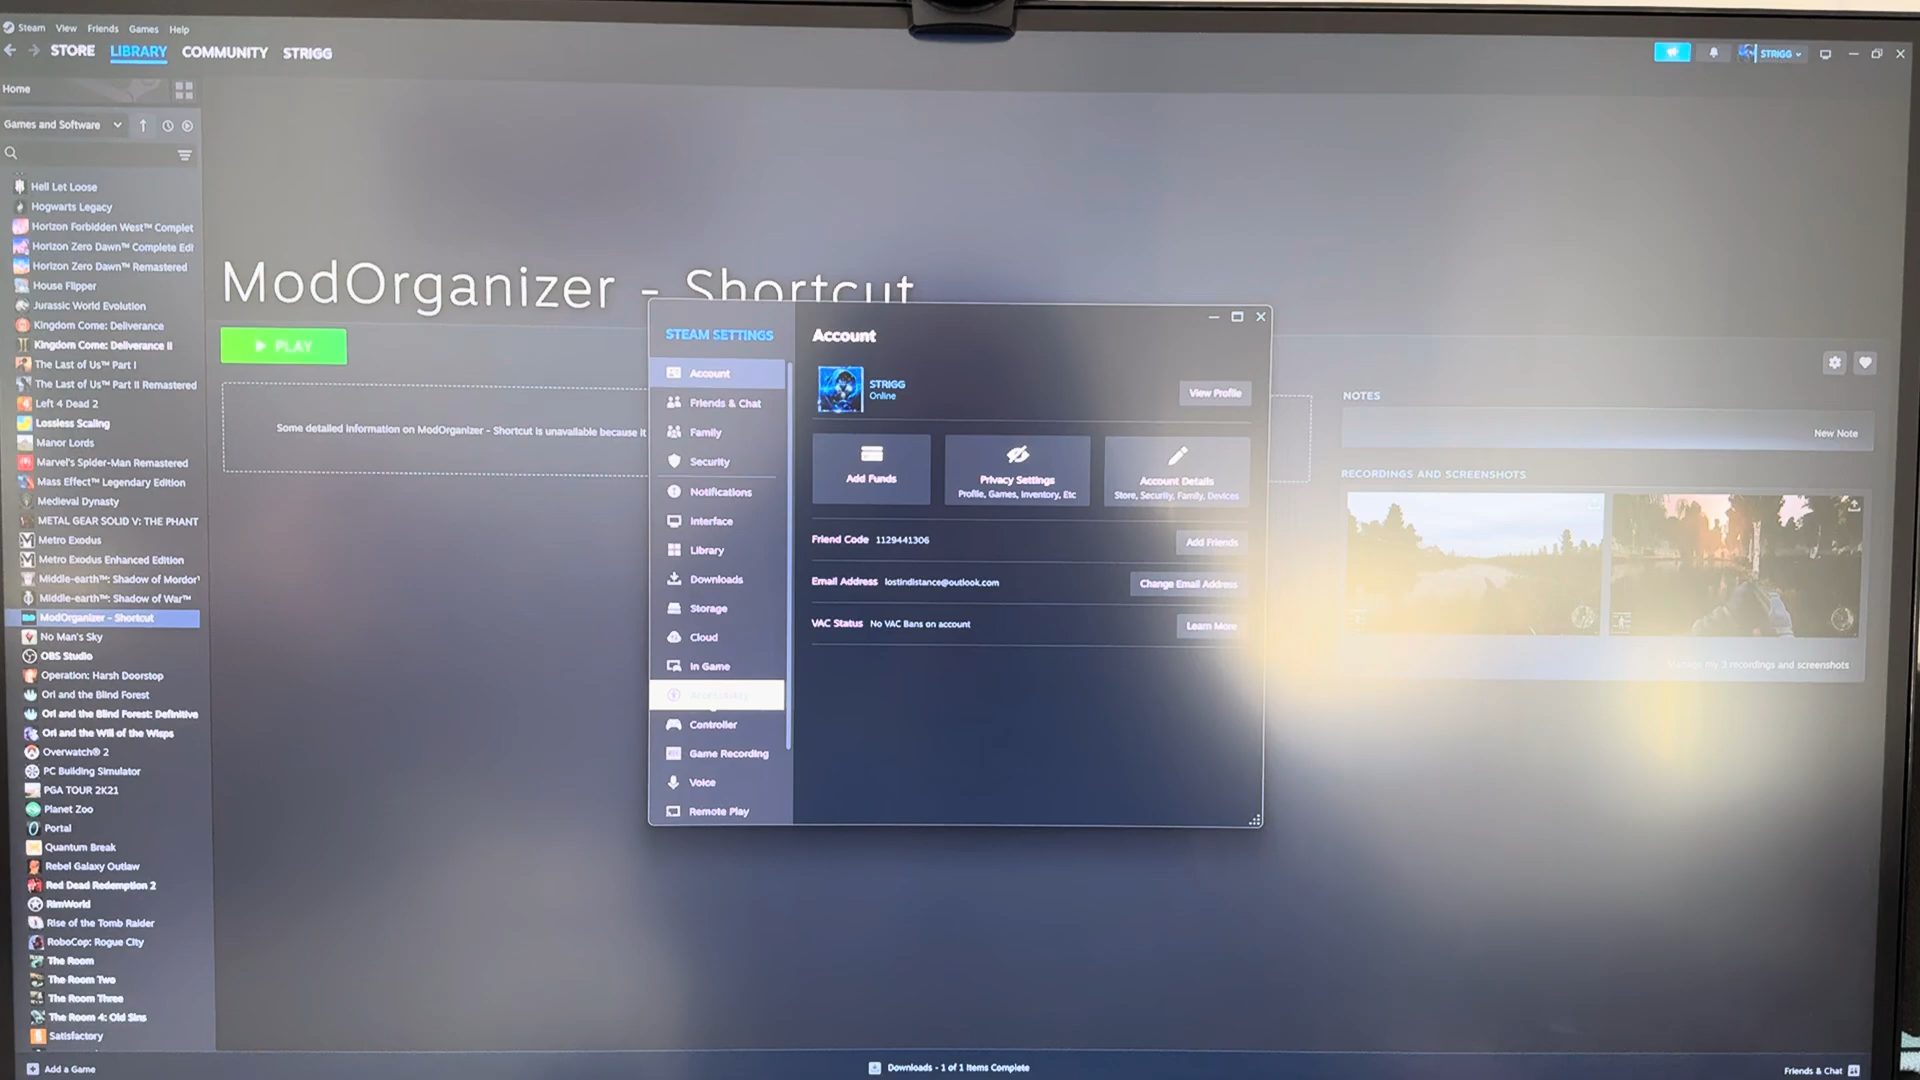 Steam View Friends Games Help
STORE LIBRARY COMMUNITY STRIGG
STRIGG
Home
Games and Software
Hell Let Loose
Hogwarts Legacy
Horizon Forbidden West™ Complet
Horizon Zero Dawn™ Complete Edi
Horizon Zero Dawn™ Remastered
House Flipper
Jurassic World Evolution
Kingdom Come: Deliverance
Kingdom Come: Deliverance II
The Last of Us™ Part I
The Last of Us™ Part II Remastered
Left 4 Dead 2
Lossless Scaling
Manor Lords
Marvel's Spider-Man Remastered
Mass Effect™ Legendary Edition
Medieval Dynasty
METAL GEAR SOLID V: THE PHANT
Metro Exodus
Metro Exodus Enhanced Edition
Middle-earth™: Shadow of Mordor
Middle-earth™: Shadow of War™
ModOrganizer - Shortcut
No Man's Sky
OBS Studio
Operation: Harsh Doorstop
Ori and the Blind Forest
Ori and the Blind Forest: Definitive
Ori and the Will of the Wisps
Overwatch® 2
PC Building Simulator
PGA TOUR 2K21
Planet Zoo
Portal
Quantum Break
Rebel Galaxy Outlaw
Red Dead Redemption 2
RimWorld
Rise of the Tomb Raider
RoboCop: Rogue City
The Room
The Room Two
The Room Three
The Room 4: Old Sins
Satisfactory
Add a Game
ModOrganizer - Shortcut
PLAY
Some detailed information on ModOrganizer - Shortcut is unavailable because it
STEAM SETTINGS
Account
Friends & Chat
Family
Security
Notifications
Interface
Library
Downloads
Storage
Cloud
In Game
Accessibility
Controller
Game Recording
Voice
Remote Play
Account
STRIGG
Online
View Profile
Add Funds
Privacy Settings
Profile, Games, Inventory, Etc
Account Details
Store, Security, Family, Devices
Friend Code 1129441306
Add Friends
Email Address lostindistance@outlook.com
Change Email Address
VAC Status No VAC Bans on account
Learn More
NOTES
New Note
RECORDINGS AND SCREENSHOTS
Manage my 3 recordings and screenshots
Downloads - 1 of 1 Items Complete
Friends & Chat